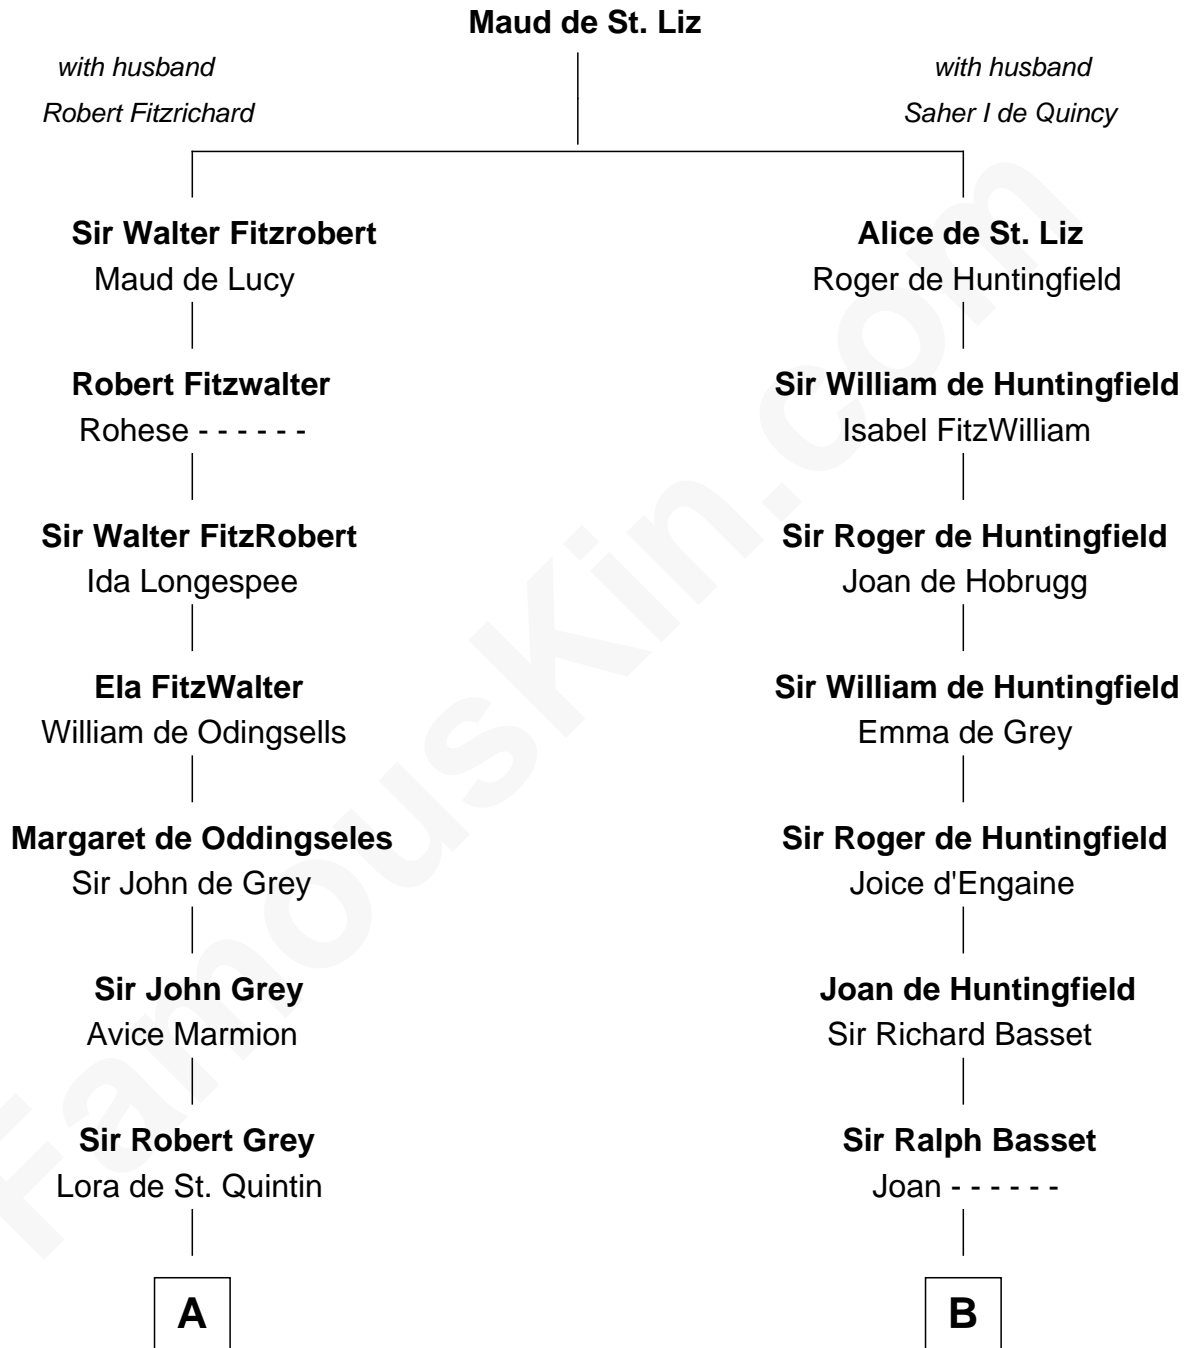 Maud de St. Liz
with husband
Robert Fitzrichard
with husband
Saher I de Quincy
Sir Walter Fitzrobert
Maud de Lucy
Alice de St. Liz
Roger de Huntingfield
Robert Fitzwalter
Rohese - - - - - -
Sir William de Huntingfield
Isabel FitzWilliam
Sir Walter FitzRobert
Ida Longespee
Sir Roger de Huntingfield
Joan de Hobrugg
Ela FitzWalter
William de Odingsells
Sir William de Huntingfield
Emma de Grey
Margaret de Oddingseles
Sir John de Grey
Sir Roger de Huntingfield
Joice d'Engaine
Sir John Grey
Avice Marmion
Joan de Huntingfield
Sir Richard Basset
Sir Robert Grey
Lora de St. Quintin
Sir Ralph Basset
Joan - - - - - -
A
B
FamousKin.com